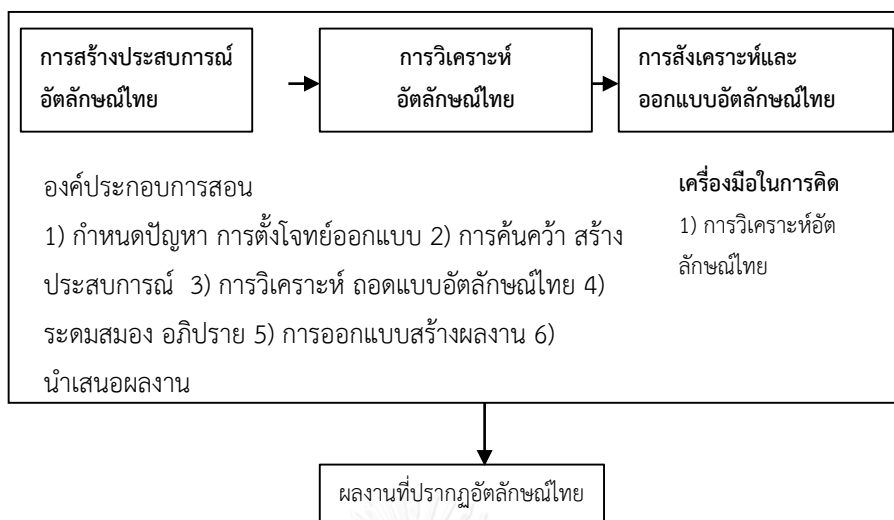 การสร้างประสบการณ์
อัตลักษณ์ไทย
การวิเคราะห์
อัตลักษณ์ไทย
การสังเคราะห์และ
ออกแบบอัตลักษณ์ไทย
องค์ประกอบการสอน
1) กำหนดปัญหา การตั้งโจทย์ออกแบบ 2) การค้นคว้า สร้าง
ประสบการณ์ 3) การวิเคราะห์ ถอดแบบอัตลักษณ์ไทย 4)
ระดมสมอง อภิปราย 5) การออกแบบสร้างผลงาน 6)
นำเสนอผลงาน
เครื่องมือในการคิด
1) การวิเคราะห์อัต
ลักษณ์ไทย
ผลงานที่ปรากฏอัตลักษณ์ไทย